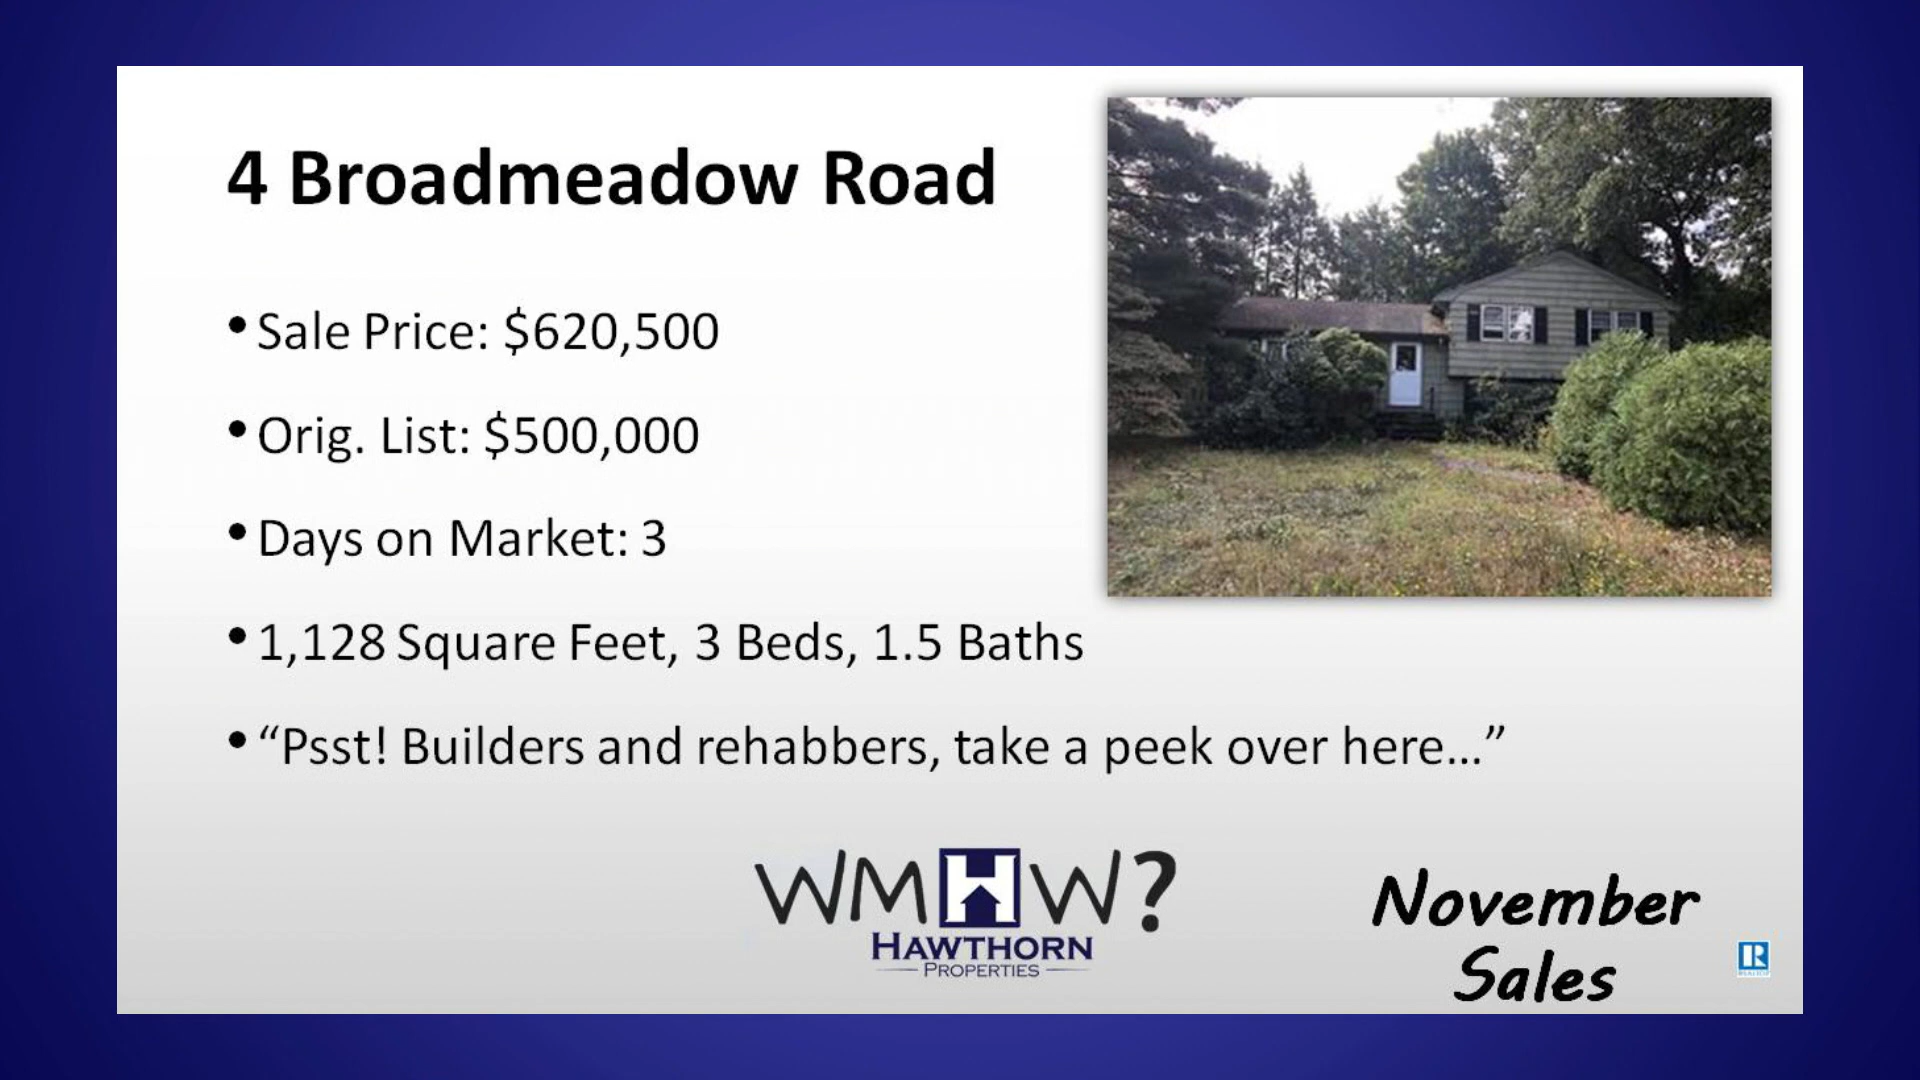 4 Broadmeadow Road
•Sale Price: $620,500
•Orig. List: $500,000
•Days on Market: 3
•1,128 Square Feet, 3 Beds, 1.5 Baths
•“Psst! Builders and rehabbers, take a peek over here…”
WMHW?
HAWTHORN
PROPERTIES
November
Sales
R
REALTOR